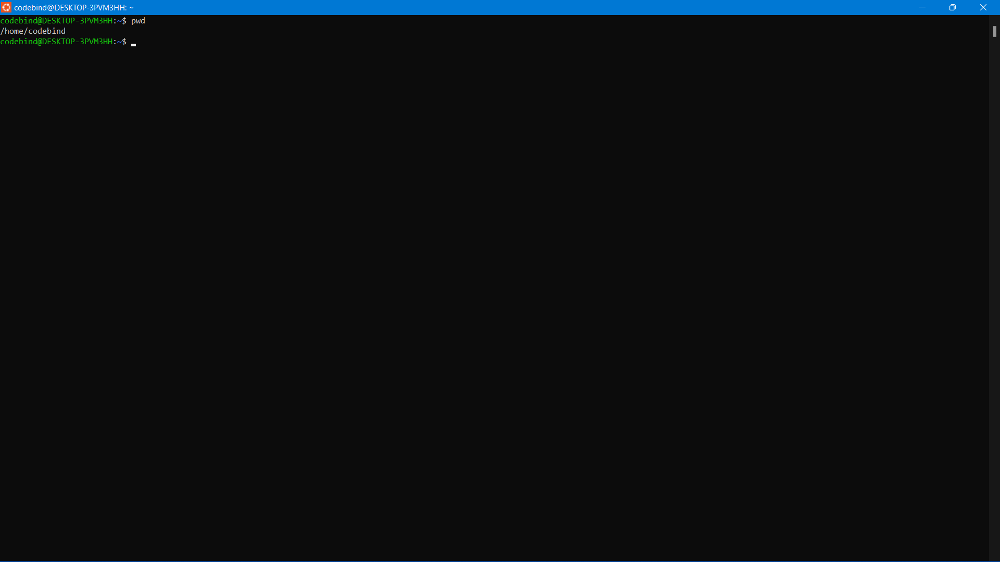 codebind@DESKTOP-3PVM3HH: ~
codebind@DESKTOP-3PVM3HH:~$ pwd
/home/codebind
codebind@DESKTOP-3PVM3HH:~$